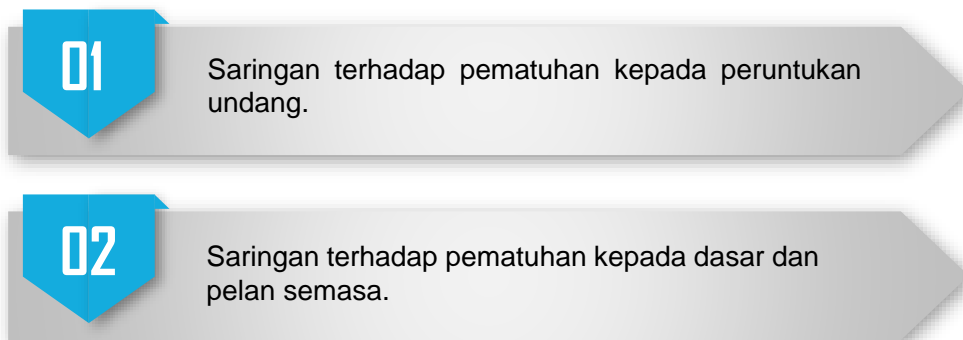 01
Saringan terhadap pematuhan kepada peruntukan
undang.
02
Saringan terhadap pematuhan kepada dasar dan
pelan semasa.